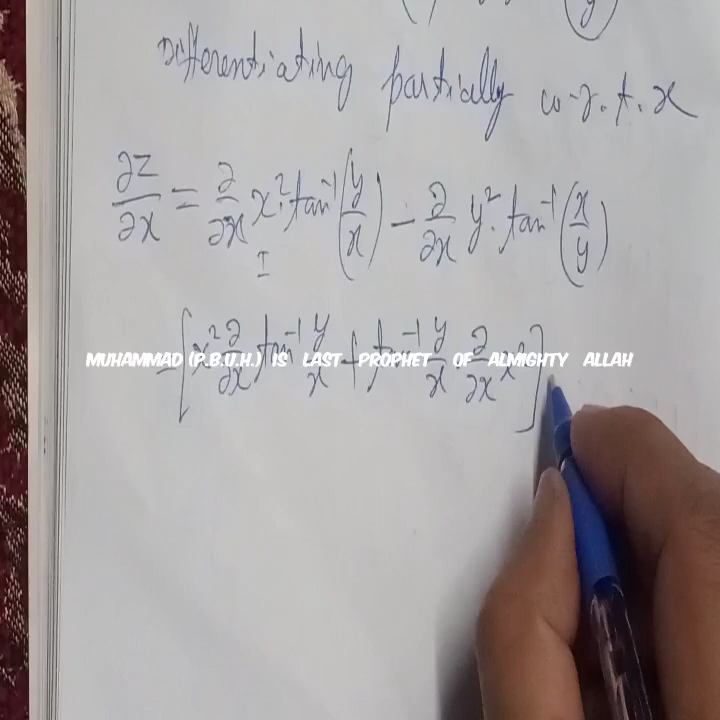 Differentiating partially w.r.t. x
∂z/∂x = ∂/∂x x². tan⁻¹(y/x) - ∂/∂x y². tan⁻¹(x/y)
I
= [x² ∂/∂x tan⁻¹ y/x + tan⁻¹ y/x . ∂/∂x x²]
MUHAMMAD (P.B.U.H.) IS LAST PROPHET OF ALMIGHTY ALLAH